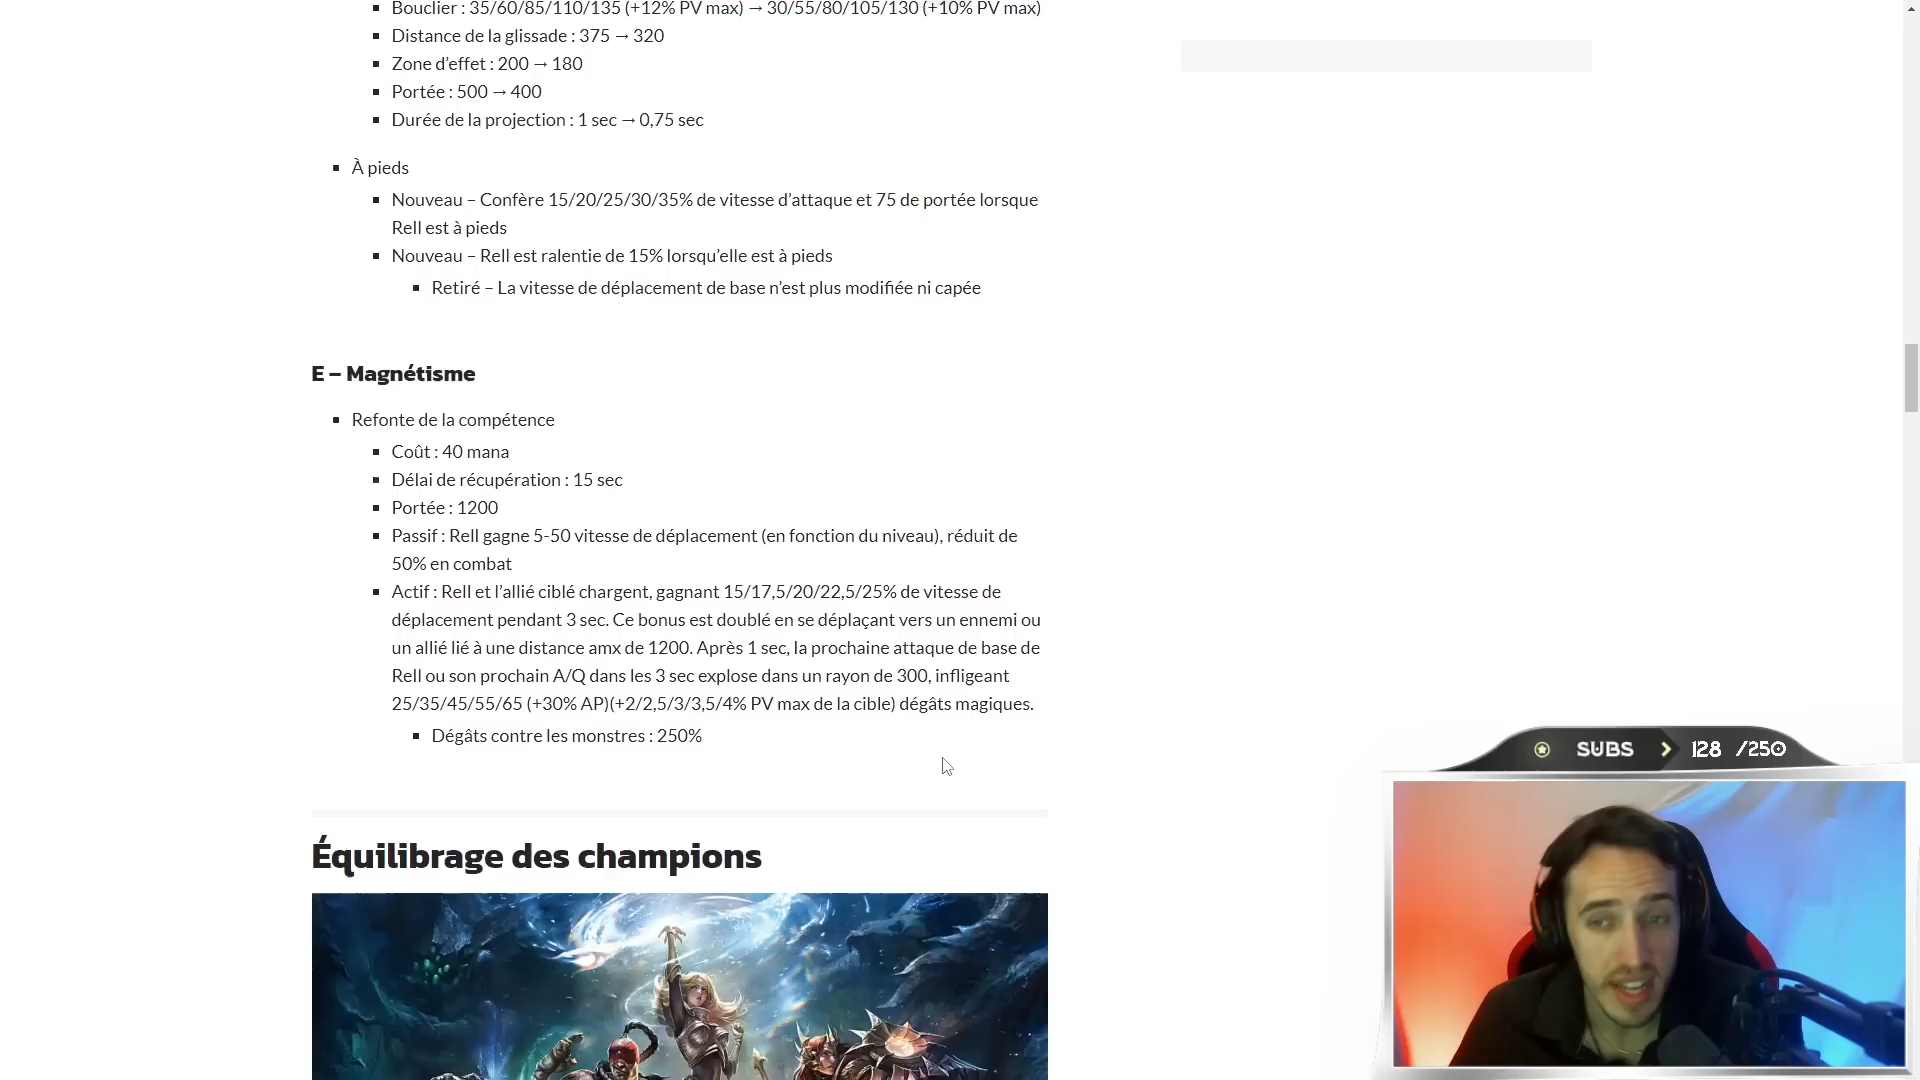 ▪ Bouclier : 35/60/85/110/135 (+12% PV max) → 30/55/80/105/130 (+10% PV max)
▪ Distance de la glissade : 375 → 320
▪ Zone d’effet : 200 → 180
▪ Portée : 500 → 400
▪ Durée de la projection : 1 sec → 0,75 sec
▪ À pieds
▪ Nouveau – Confère 15/20/25/30/35% de vitesse d’attaque et 75 de portée lorsque
Rell est à pieds
▪ Nouveau – Rell est ralentie de 15% lorsqu’elle est à pieds
▪ Retiré – La vitesse de déplacement de base n’est plus modifiée ni capée
E – Magnétisme
▪ Refonte de la compétence
▪ Coût : 40 mana
▪ Délai de récupération : 15 sec
▪ Portée : 1200
▪ Passif : Rell gagne 5-50 vitesse de déplacement (en fonction du niveau), réduit de
50% en combat
▪ Actif : Rell et l’allié ciblé chargent, gagnant 15/17,5/20/22,5/25% de vitesse de
déplacement pendant 3 sec. Ce bonus est doublé en se déplaçant vers un ennemi ou
un allié lié à une distance amx de 1200. Après 1 sec, la prochaine attaque de base de
Rell ou son prochain A/Q dans les 3 sec explose dans un rayon de 300, infligeant
25/35/45/55/65 (+30% AP)(+2/2,5/3/3,5/4% PV max de la cible) dégâts magiques.
▪ Dégâts contre les monstres : 250%
SUBS > 128 /250
Équilibrage des champions